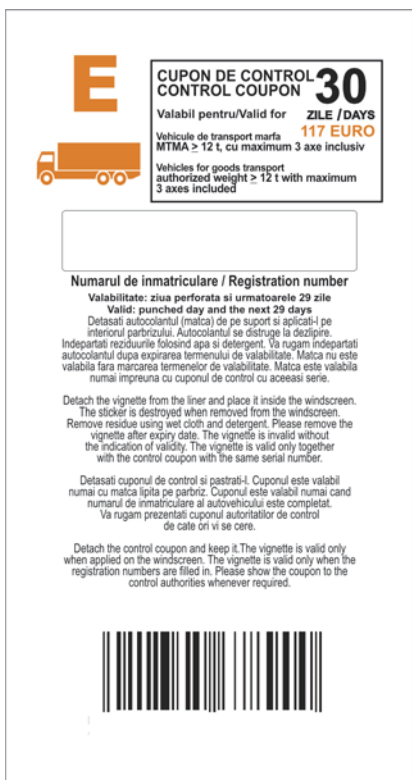 E
CUPON DE CONTROL
CONTROL COUPON
30
ZILE / DAYS
Valabil pentru/Valid for
117 EURO
Vehicule de transport marfa
MTMA ≥ 12 t, cu maximum 3 axe inclusiv
Vehicles for goods transport
authorized weight ≥ 12 t with maximum
3 axes included
Numarul de inmatriculare / Registration number
Valabilitate: ziua perforata si urmatoarele 29 zile
Valid: punched day and the next 29 days
Detasati autocolantul (matca) de pe suport si aplicati-l pe
interiorul parbrizului. Autocolantul se distruge la dezlipire.
Indepartati reziduurile folosind apa si detergent. Va rugam indepartati
autocolantul dupa expirarea termenului de valabilitate. Matca nu este
valabila fara marcarea termenelor de valabilitate. Matca este valabila
numai impreuna cu cuponul de control cu aceeasi serie.
Detach the vignette from the liner and place it inside the windscreen.
The sticker is destroyed when removed from the windscreen.
Remove residue using wet cloth and detergent. Please remove the
vignette after expiry date. The vignette is invalid without
the indication of validity. The vignette is valid only together
with the control coupon with the same serial number.
Detasati cuponul de control si pastrati-l. Cuponul este valabil
numai cu matca lipita pe parbriz. Cuponul este valabil numai cand
numarul de inmatriculare al autovehicului este completat.
Va rugam prezentati cuponul autoritatilor de control
de cate ori vi se cere.
Detach the control coupon and keep it.The vignette is valid only
when applied on the windscreen. The vignette is valid only when the
registration numbers are filled in. Please show the coupon to the
control authorities whenever required.